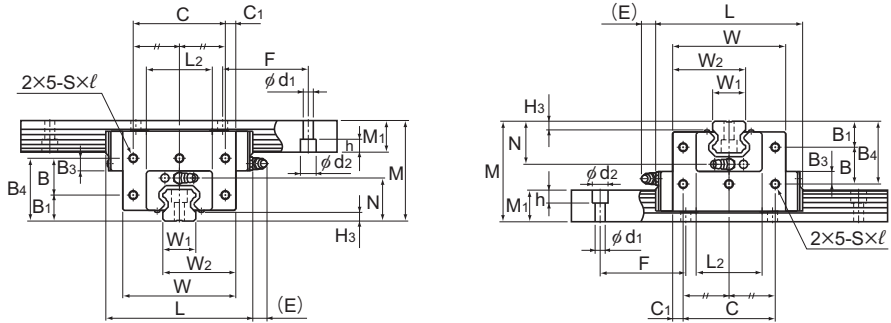 C
C1
L2
F
φd1
2×5-S×ℓ
h
φd2
M1
M
N
H3
B3
B
B4
B1
W1
W2
W
L
(E)
(E)
L
W
W2
W1
H3
N
M
M1
h
φd2
φd1
F
L2
C1
C
B1
B3
B
B4
2×5-S×ℓ